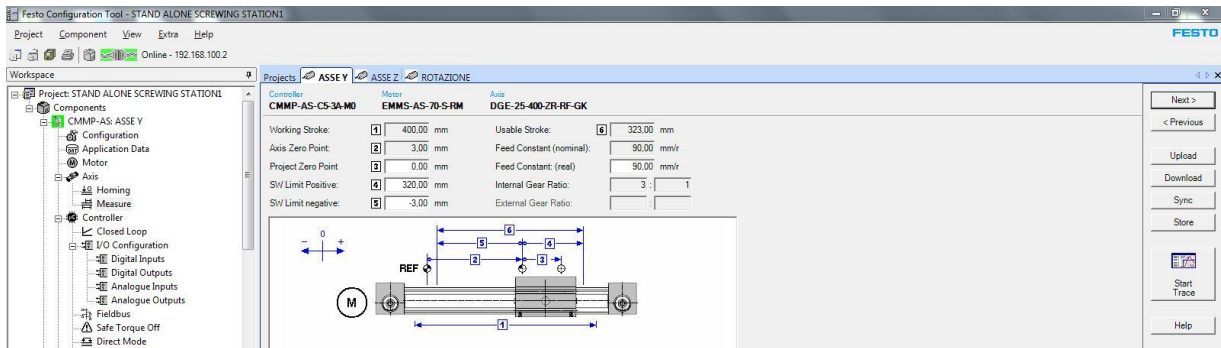 Festo Configuration Tool - STAND ALONE SCREWING STATION1
Project Component View Extra Help
FESTO
Online - 192.168.100.2
Workspace
Projects ASSE Y ASSE Z ROTAZIONE
Project: STAND ALONE SCREWING STATION1
Components
CMMP-AS: ASSE Y
Configuration
Application Data
Motor
Axis
Homing
Measure
Controller
Closed Loop
I/O Configuration
Digital Inputs
Digital Outputs
Analogue Inputs
Analogue Outputs
Fieldbus
Safe Torque Off
Direct Mode
Controller Motor Axis
CMMP-AS-C5-3A-M0 EMMS-AS-70-S-RM DGE-25-400-ZR-RF-GK
Working Stroke: 1 400,00 mm Usable Stroke: 6 323,00 mm
Axis Zero Point: 2 3,00 mm Feed Constant (nominal): 90,00 mm/r
Project Zero Point 3 0,00 mm Feed Constant: (real) 90,00 mm/r
SW Limit Positive: 4 320,00 mm Internal Gear Ratio: 3 : 1
SW Limit negative: 5 -3,00 mm External Gear Ratio: :
0
- +
6
5 4
2 3
REF
M
1
Next >
< Previous
Upload
Download
Sync
Store
Start
Trace
Help